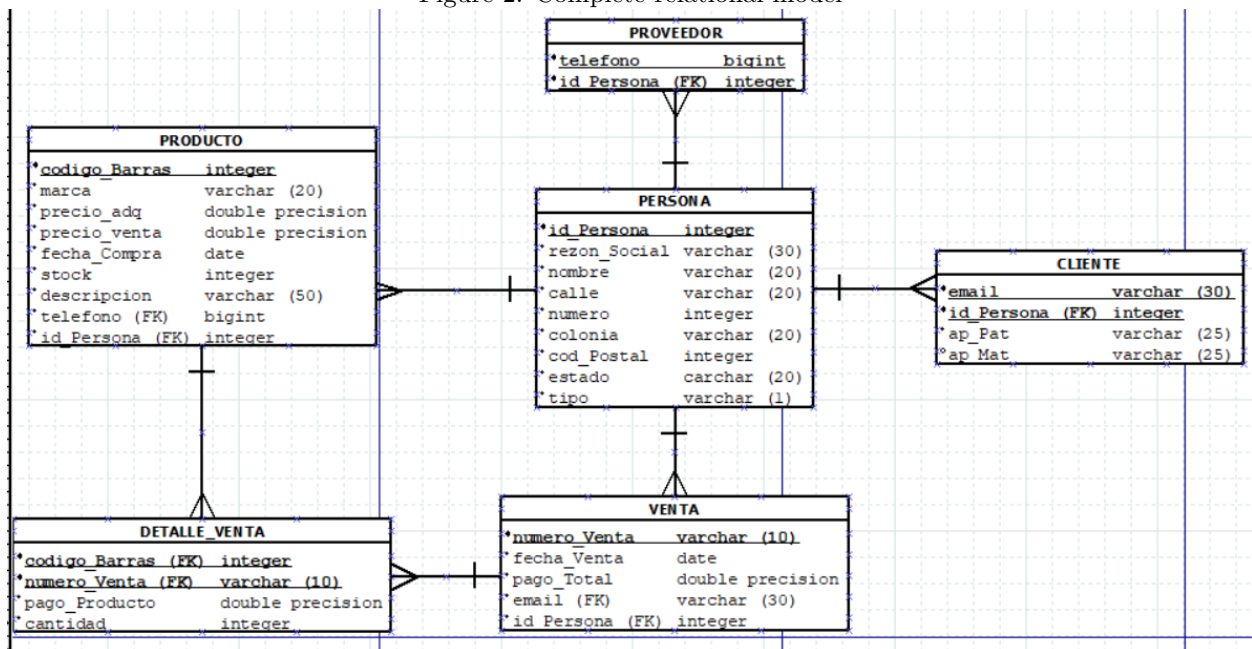 Figure 2: Complete relational model
PROVEEDOR
telefono bigint
id_Persona (FK) integer
PRODUCTO
codigo_Barras integer
marca varchar (20)
precio_adq double precision
precio_venta double precision
fecha_Compra date
stock integer
descripcion varchar (50)
telefono (FK) bigint
id_Persona (FK) integer
PERSONA
id_Persona integer
rezon_Social varchar (30)
nombre varchar (20)
calle varchar (20)
numero integer
colonia varchar (20)
cod_Postal integer
estado carchar (20)
tipo varchar (1)
CLIENTE
email varchar (30)
id_Persona (FK) integer
ap_Pat varchar (25)
ap_Mat varchar (25)
DETALLE_VENTA
codigo_Barras (FK) integer
numero_Venta (FK) varchar (10)
pago_Producto double precision
cantidad integer
VENTA
numero_Venta varchar (10)
fecha_Venta date
pago_Total double precision
email (FK) varchar (30)
id_Persona (FK) integer